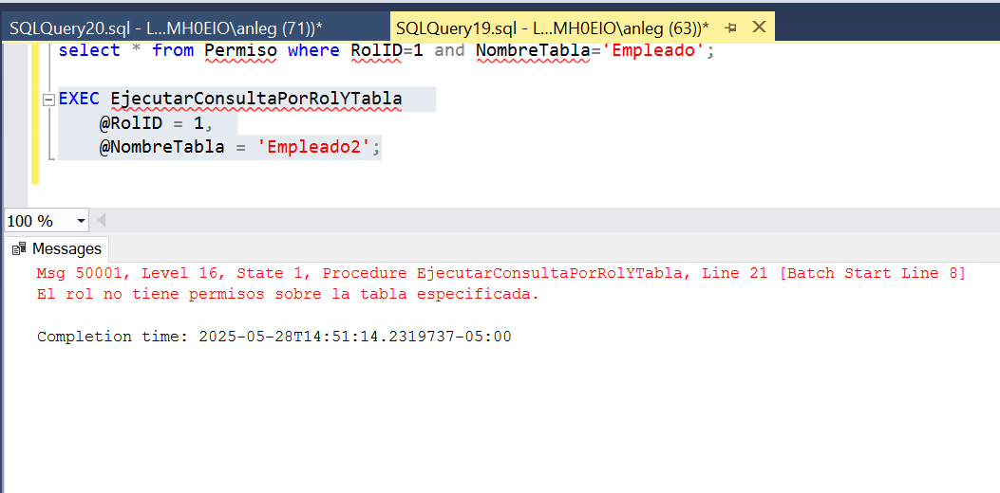 SQLQuery20.sql - L...MH0EIO\anleg (71))*
SQLQuery19.sql - L...MH0EIO\anleg (63))*
select * from Permiso where RolID=1 and NombreTabla='Empleado';
EXEC EjecutarConsultaPorRolYTabla
@RolID = 1,
@NombreTabla = 'Empleado2';
100 %
Messages
Msg 50001, Level 16, State 1, Procedure EjecutarConsultaPorRolYTabla, Line 21 [Batch Start Line 8]
El rol no tiene permisos sobre la tabla especificada.
Completion time: 2025-05-28T14:51:14.2319737-05:00